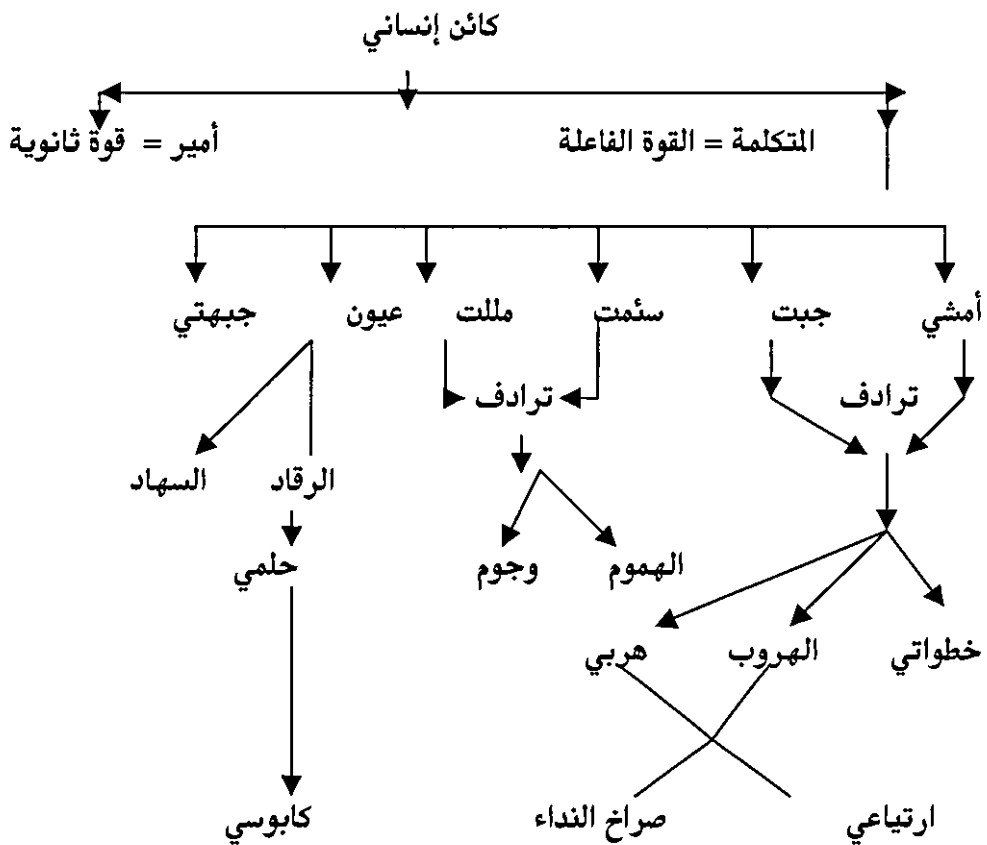 كائن إنساني
المتكلمة = القوة الفاعلة أمير = قوة ثانوية
أمشي جبت سئمت مللت عيون جبهتي
ترادف ترادف
الرقاد السهاد
الهموم وجوم حلمي
خطواتي الهروب هربي
ارتياعي صراخ النداء كابوسي